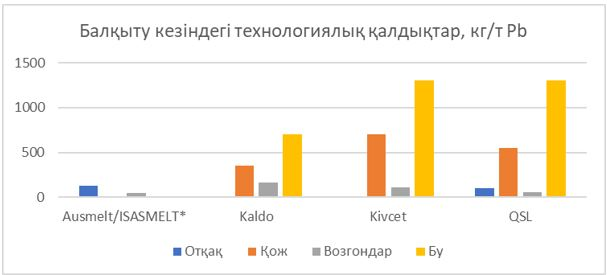 Балқыту кезіндегі технологиялық қалдықтар, кг/т Pb
1500
1000
500
0
Ausmelt/ISASMELT*
Kaldo
Kivcet
QSL
Отқақ
Қож
Возгондар
Бу